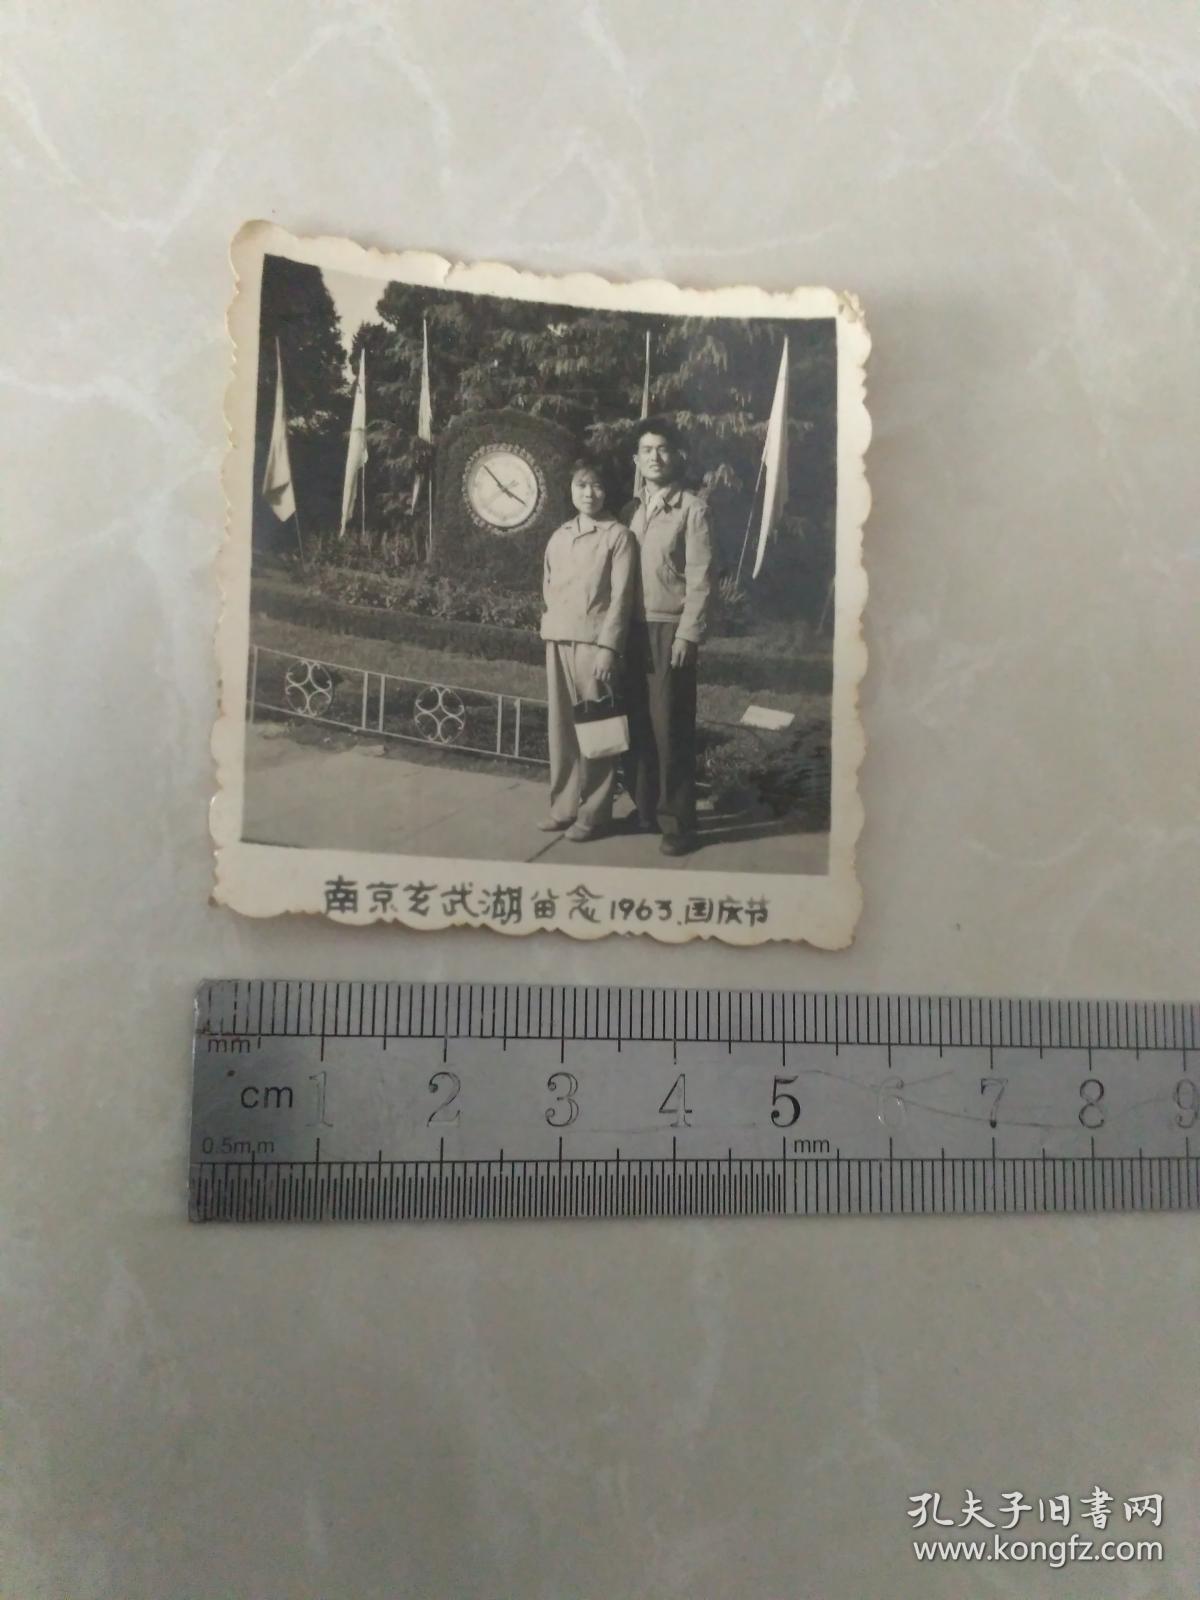 南京玄武湖留念1963.国庆节
mm
cm 1 2 3 4 5 6 7 8 9
0.5m,m mm
孔夫子旧书网
www.kongfz.com